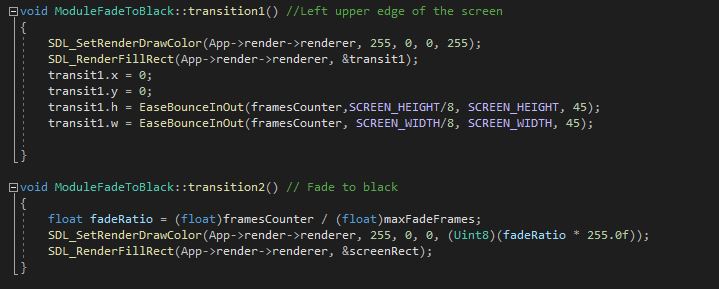 void ModuleFadeToBlack::transition1() //Left upper edge of the screen
{
SDL_SetRenderDrawColor(App->render->renderer, 255, 0, 0, 255);
SDL_RenderFillRect(App->render->renderer, &transit1);
transit1.x = 0;
transit1.y = 0;
transit1.h = EaseBounceInOut(framesCounter,SCREEN_HEIGHT/8, SCREEN_HEIGHT, 45);
transit1.w = EaseBounceInOut(framesCounter, SCREEN_WIDTH/8, SCREEN_WIDTH, 45);
}
void ModuleFadeToBlack::transition2() // Fade to black
{
float fadeRatio = (float)framesCounter / (float)maxFadeFrames;
SDL_SetRenderDrawColor(App->render->renderer, 255, 0, 0, (Uint8)(fadeRatio * 255.0f));
SDL_RenderFillRect(App->render->renderer, &screenRect);
}